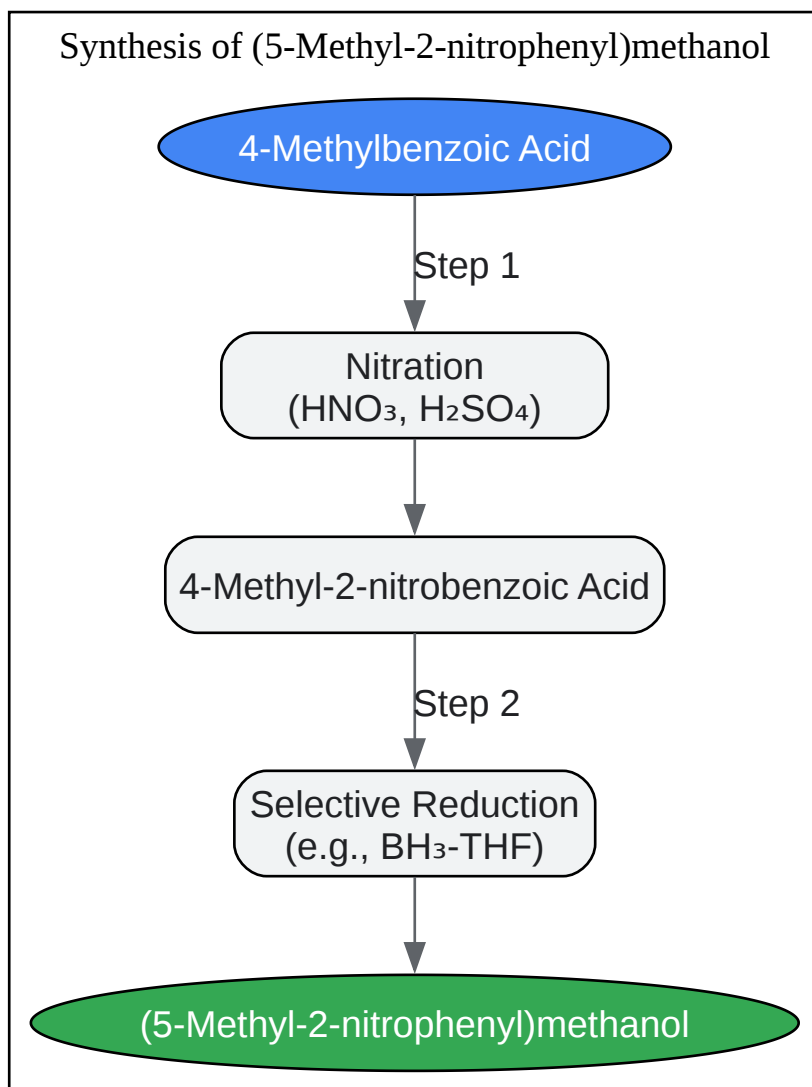 Synthesis of (5-Methyl-2-nitrophenyl)methanol
4-Methylbenzoic Acid
Step 1
Nitration
(HNO₃, H₂SO₄)
4-Methyl-2-nitrobenzoic Acid
Step 2
Selective Reduction
(e.g., BH₃-THF)
(5-Methyl-2-nitrophenyl)methanol